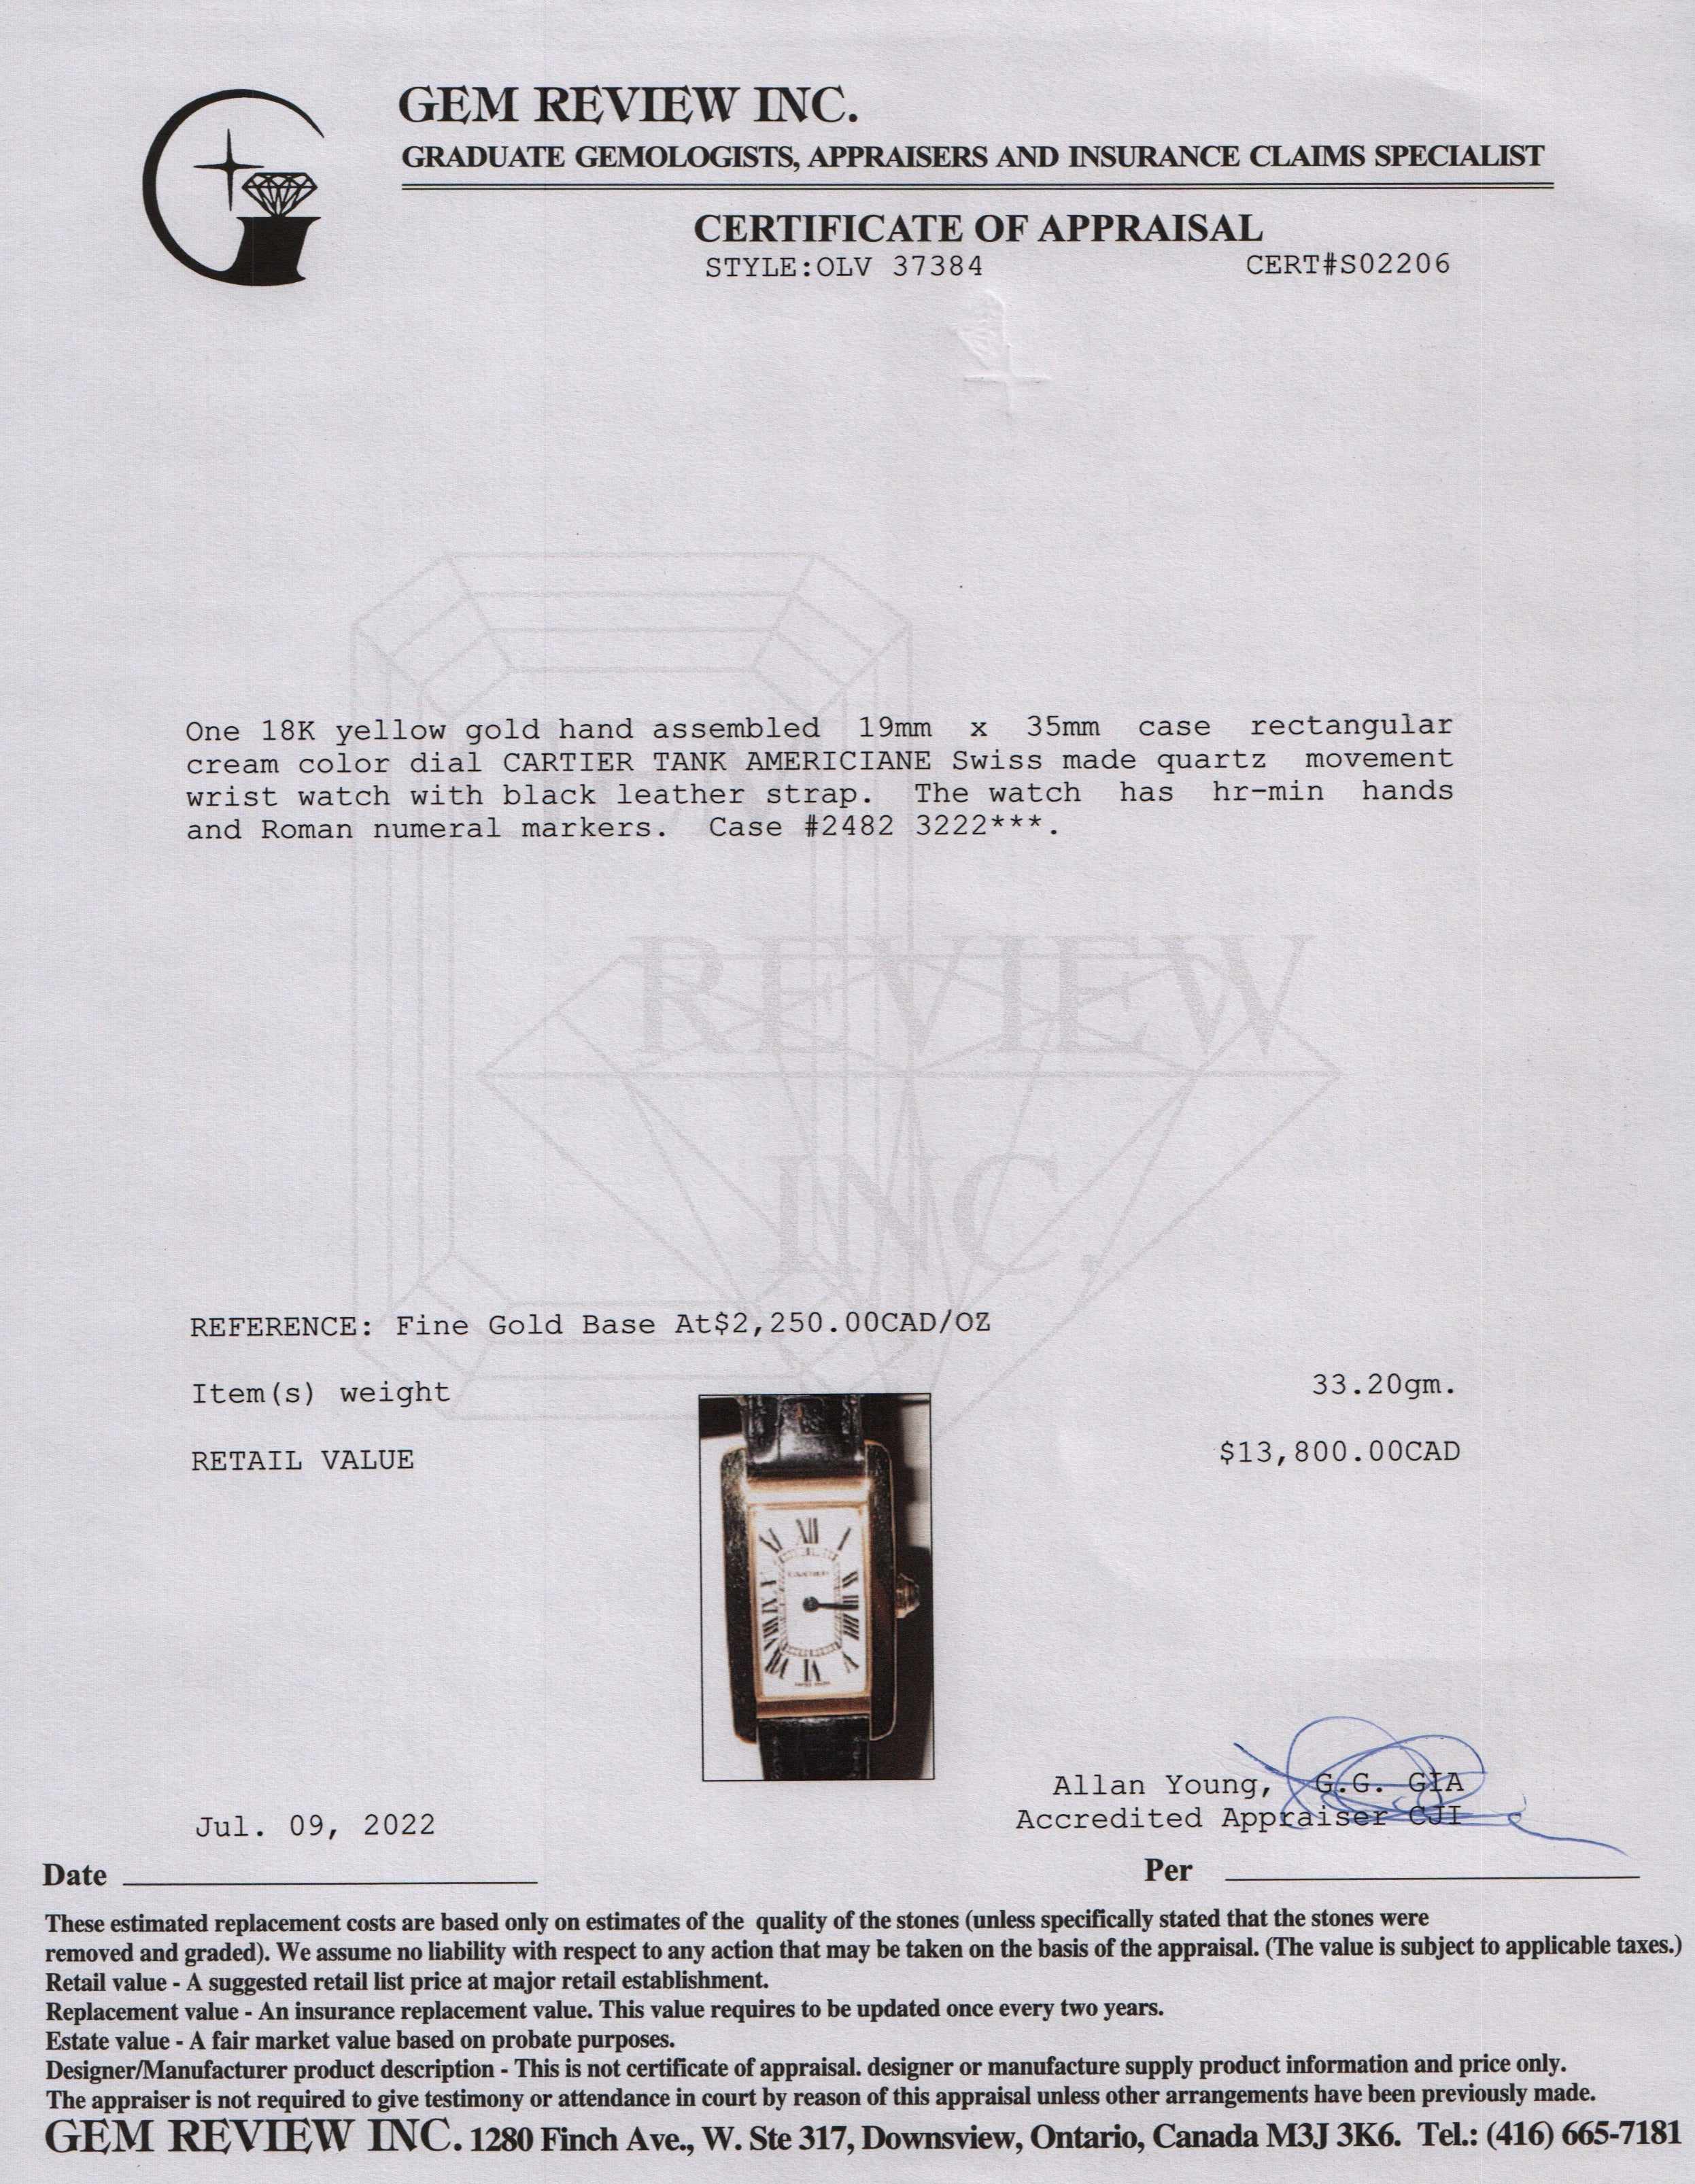 GEM REVIEW INC.
GRADUATE GEMOLOGISTS, APPRAISERS AND INSURANCE CLAIMS SPECIALIST
CERTIFICATE OF APPRAISAL
STYLE:OLV 37384 CERT#S02206
One 18K yellow gold hand assembled 19mm x 35mm case rectangular
cream color dial CARTIER TANK AMERICIANE Swiss made quartz movement
wrist watch with black leather strap. The watch has hr-min hands
and Roman numeral markers. Case #2482 3222***.
REVIEW
INC.
REFERENCE: Fine Gold Base At$2,250.00CAD/OZ
Item(s) weight 33.20gm.
RETAIL VALUE $13,800.00CAD
CARTIER
Allan Young, G.G. GIA
Accredited Appraiser CJI
Jul. 09, 2022
Date
Per
These estimated replacement costs are based only on estimates of the quality of the stones (unless specifically stated that the stones were
removed and graded). We assume no liability with respect to any action that may be taken on the basis of the appraisal. (The value is subject to applicable taxes.)
Retail value - A suggested retail list price at major retail establishment.
Replacement value - An insurance replacement value. This value requires to be updated once every two years.
Estate value - A fair market value based on probate purposes.
Designer/Manufacturer product description - This is not certificate of appraisal. designer or manufacture supply product information and price only.
The appraiser is not required to give testimony or attendance in court by reason of this appraisal unless other arrangements have been previously made.
GEM REVIEW INC. 1280 Finch Ave., W. Ste 317, Downsview, Ontario, Canada M3J 3K6. Tel.: (416) 665-7181